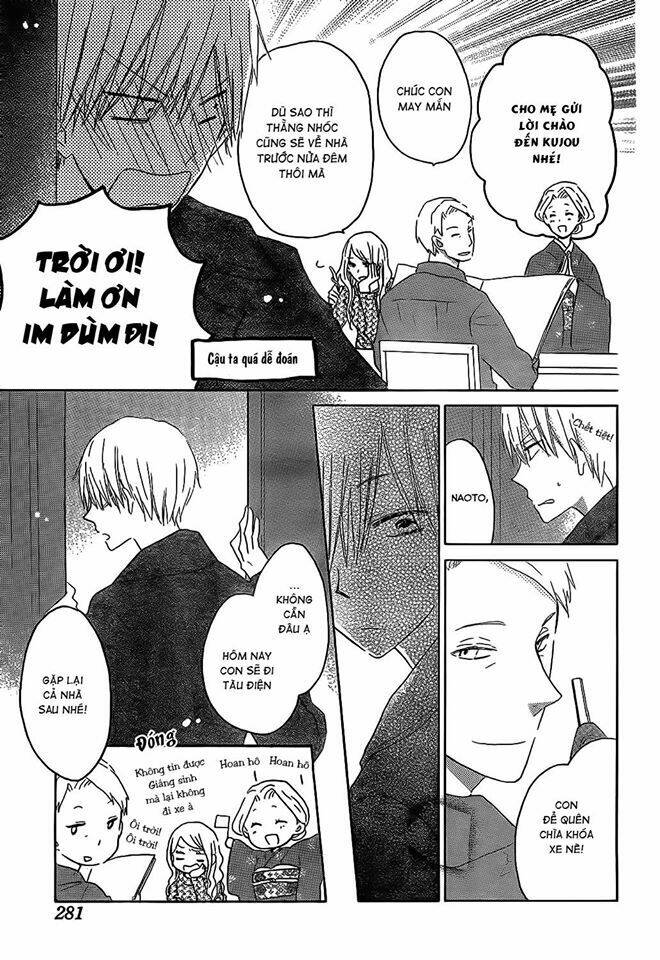 CHO MẸ GỬI
LỜI CHÀO
ĐẾN KUJOU
NHÉ!
CHÚC CON
MAY MẮN
DŨ SAO THÌ
THẰNG NHÓC
CŨNG SẼ VỀ NHÀ
TRƯỚC NỬA ĐÊM
THÔI MÀ
TRỜI ƠI!
LÀM ƠN
IM ĐÙM ĐI!
Cậu ta quá dễ đoán
Chết tiệt!
NAOTO,
CON
ĐỂ QUÊN
CHÌA KHÓA
XE NÈ!
...
KHÔNG
CẦN
ĐÂU Ạ
HÔM NAY
CON SẼ ĐI
TÀU ĐIỆN
GẶP LẠI
CẢ NHÀ
SAU NHÉ!
Đóng
Hoan hô
Hoan hô
Không tin được
Giáng sinh
mà lại không
đi xe à
Ôi trời!
Ôi trời!
281